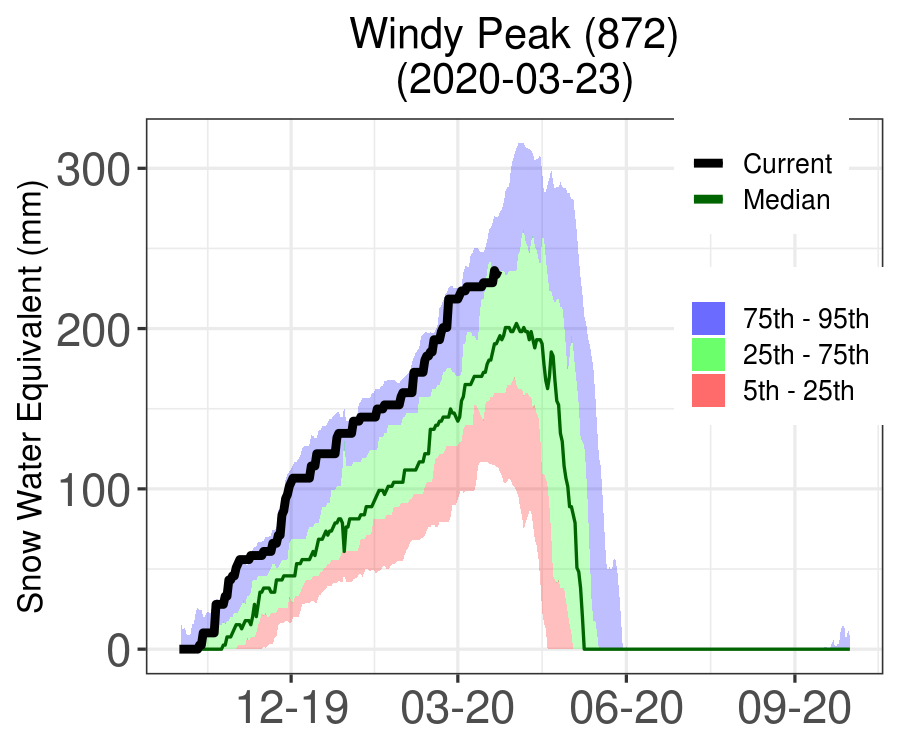 Windy Peak (872)
(2020-03-23)
Snow Water Equivalent (mm)
300
200
100
0
12-19
03-20
06-20
09-20
Current
Median
75th - 95th
25th - 75th
5th - 25th